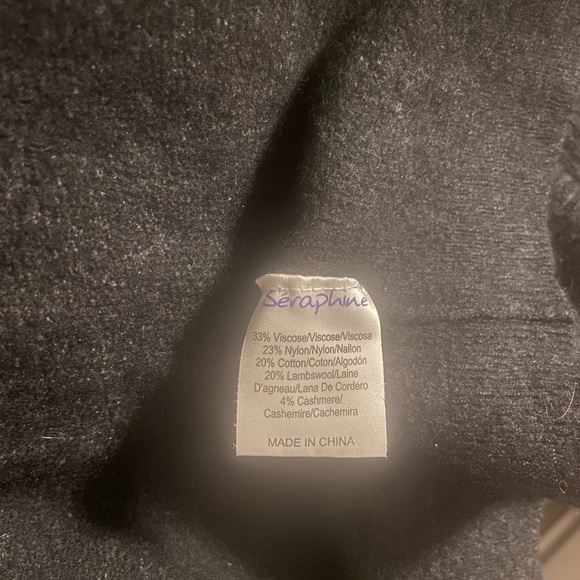 Séraphine
33% Viscose/Viscose/Viscosa
23% Nylon/Nylon/Nailon
20% Cotton/Coton/Algodón
20% Lambswool/Laine
D'agneau/Lana De Cordero
4% Cashmere/
Cashemire/Cachemira
MADE IN CHINA